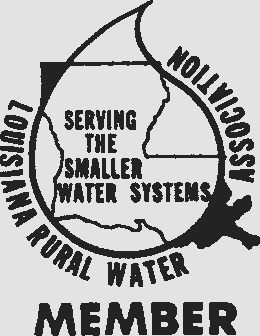 LOUISIANA RURAL WATER ASSOCIATION
SERVING
THE
SMALLER
WATER SYSTEMS
MEMBER